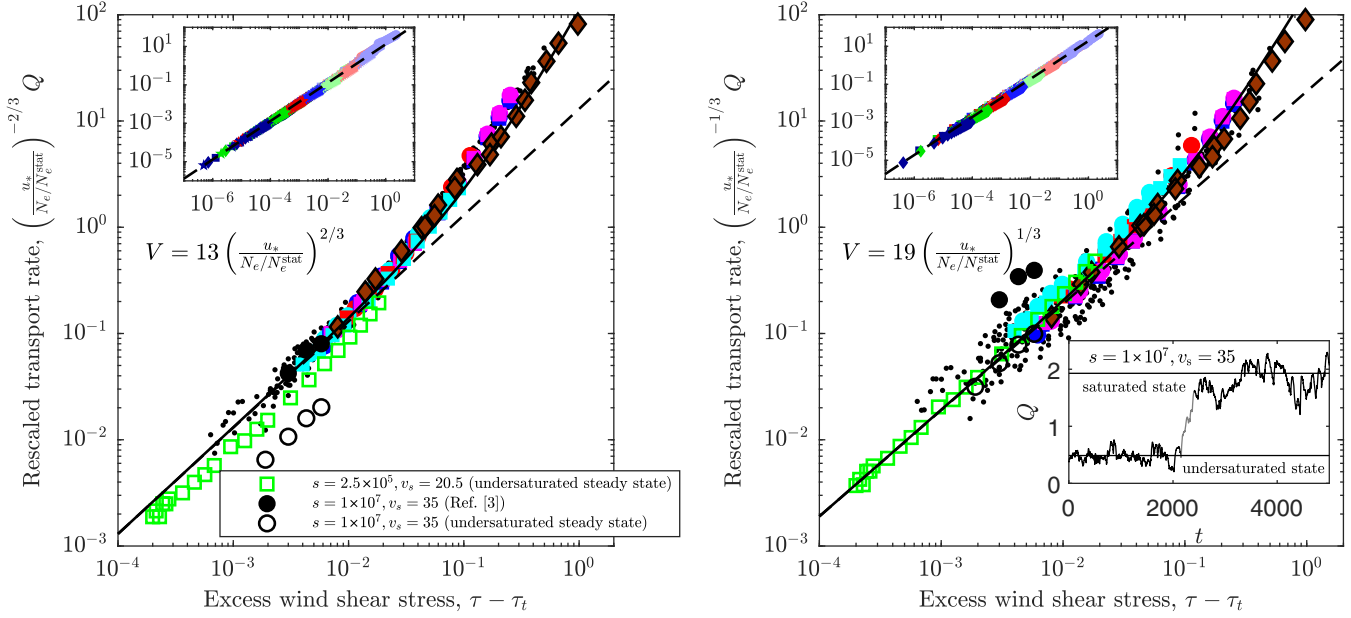 10^2
10^1
10^0
10^-1
10^-2
10^-3
10^-4 10^-3 10^-2 10^-1 10^0
Rescaled transport rate, (u_* / N_e/N_e^stat)^-2/3 Q
Excess wind shear stress, τ − τ_t
10^1
10^-1
10^-3
10^-5
10^-6 10^-4 10^-2 10^0
V = 13 (u_* / N_e/N_e^stat)^2/3
s = 2.5×10^5, v_s = 20.5 (undersaturated steady state)
s = 1×10^7, v_s = 35 (Ref. [3])
s = 1×10^7, v_s = 35 (undersaturated steady state)
10^2
10^1
10^0
10^-1
10^-2
10^-3
10^-4 10^-3 10^-2 10^-1 10^0
Rescaled transport rate, (u_* / N_e/N_e^stat)^-1/3 Q
Excess wind shear stress, τ − τ_t
10^1
10^-1
10^-3
10^-5
10^-6 10^-4 10^-2 10^0
V = 19 (u_* / N_e/N_e^stat)^1/3
s = 1×10^7, v_s = 35
saturated state
undersaturated state
Q
2
1
0
0 2000 4000
t